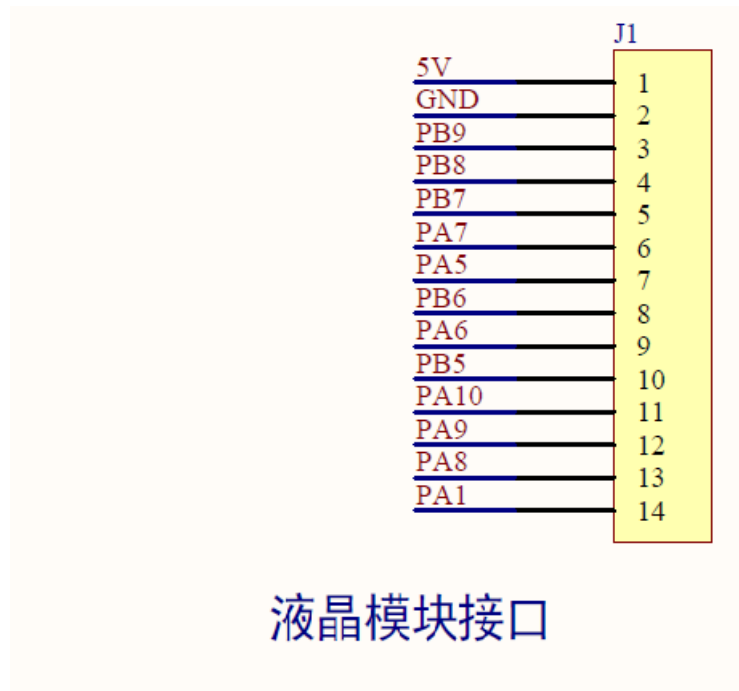 J1
5V 1
GND 2
PB9 3
PB8 4
PB7 5
PA7 6
PA5 7
PB6 8
PA6 9
PB5 10
PA10 11
PA9 12
PA8 13
PA1 14
液晶模块接口